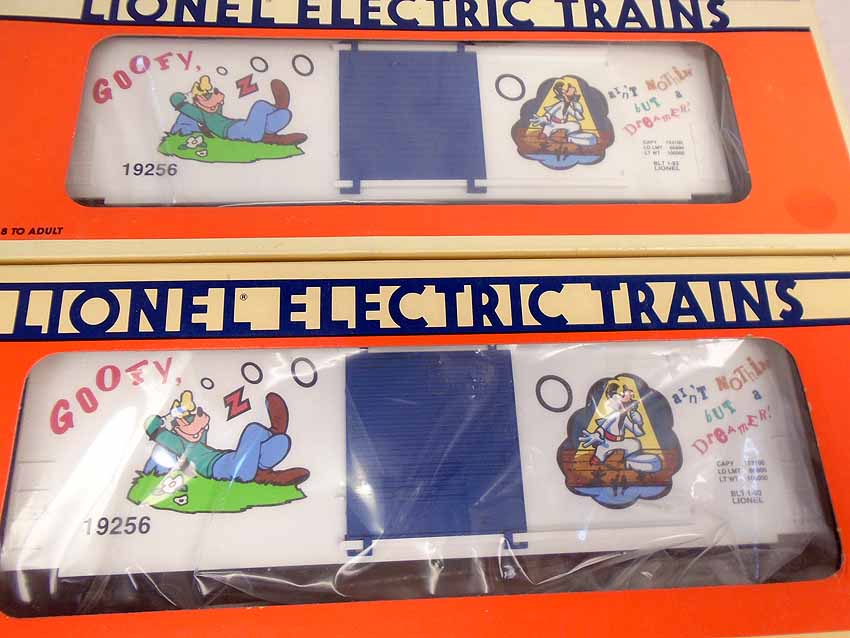 LIONEL ELECTRIC TRAINS
GOOFY,
Z
AIN'T NOTHIN'
BUT A
DREAMER!
19256
CAPY
LD LMT
LT WT 100000
BLT 1-93
LIONEL
8 TO ADULT
LIONEL® ELECTRIC TRAINS
GOOFY,
Z
AIN'T NOTHIN'
BUT A
DREAMER!
19256
CAPY
LD LMT
LT WT 100000
BLT 1-93
LIONEL